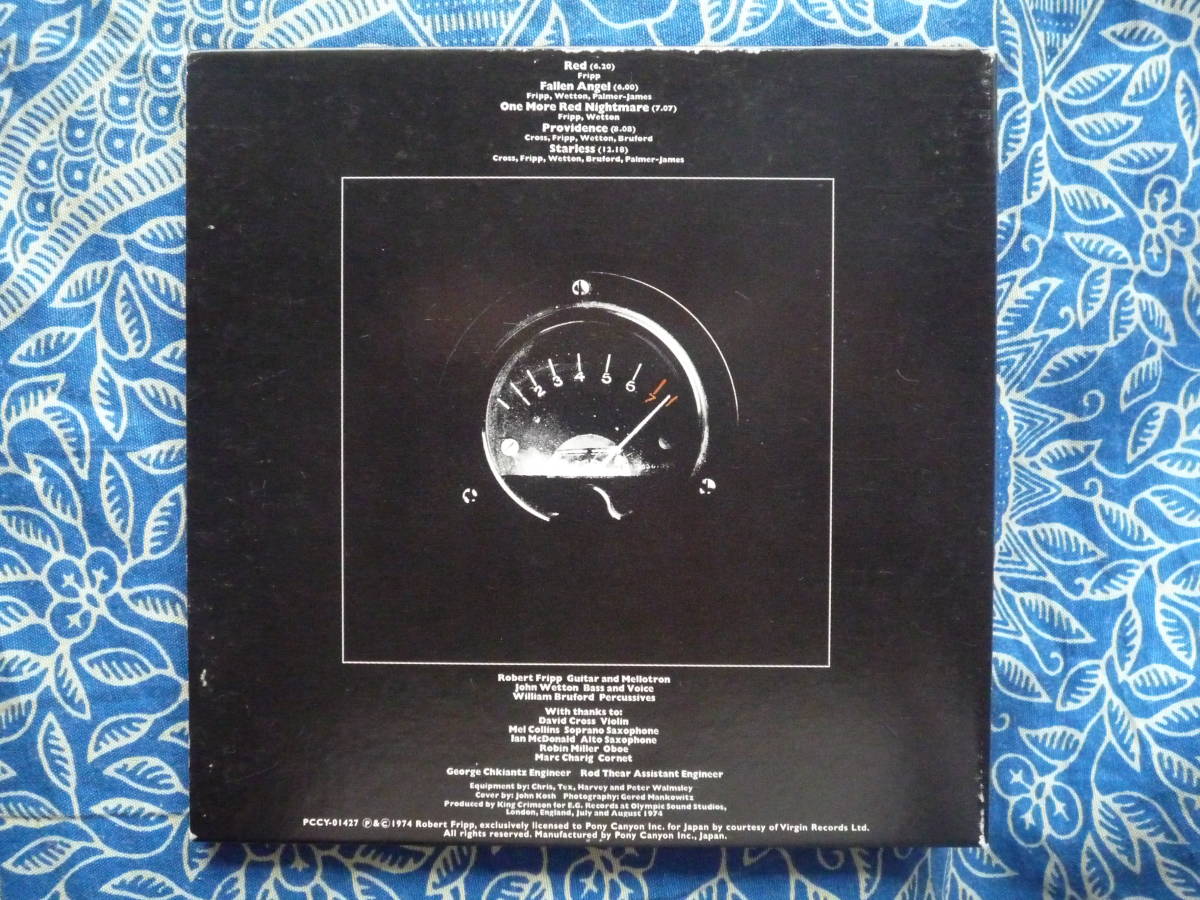 Red (6.20)
Fripp
Fallen Angel (6.00)
Fripp, Wetton, Palmer-James
One More Red Nightmare (7.07)
Fripp, Wetton
Providence (8.08)
Cross, Fripp, Wetton, Bruford
Starless (12.18)
Cross, Fripp, Wetton, Bruford, Palmer-James
2 3 4 5 6 7
Robert Fripp Guitar and Mellotron
John Wetton Bass and Voice
William Bruford Percussives
With thanks to:
David Cross Violin
Mel Collins Soprano Saxophone
Ian McDonald Alto Saxophone
Robin Miller Oboe
Marc Charig Cornet
George Chkiantz Engineer Rod Thear Assistant Engineer
Equipment by: Chris, Tex, Harvey and Peter Walmsley
Cover by: John Kosh Photography: Gered Mankowitz
Produced by King Crimson for E.G. Records at Olympic Sound Studios,
London, England, July and August 1974
PCCY-01427 Ⓟ&©1974 Robert Fripp, exclusively licensed to Pony Canyon Inc. for Japan by courtesy of Virgin Records Ltd.
All rights reserved. Manufactured by Pony Canyon Inc., Japan.